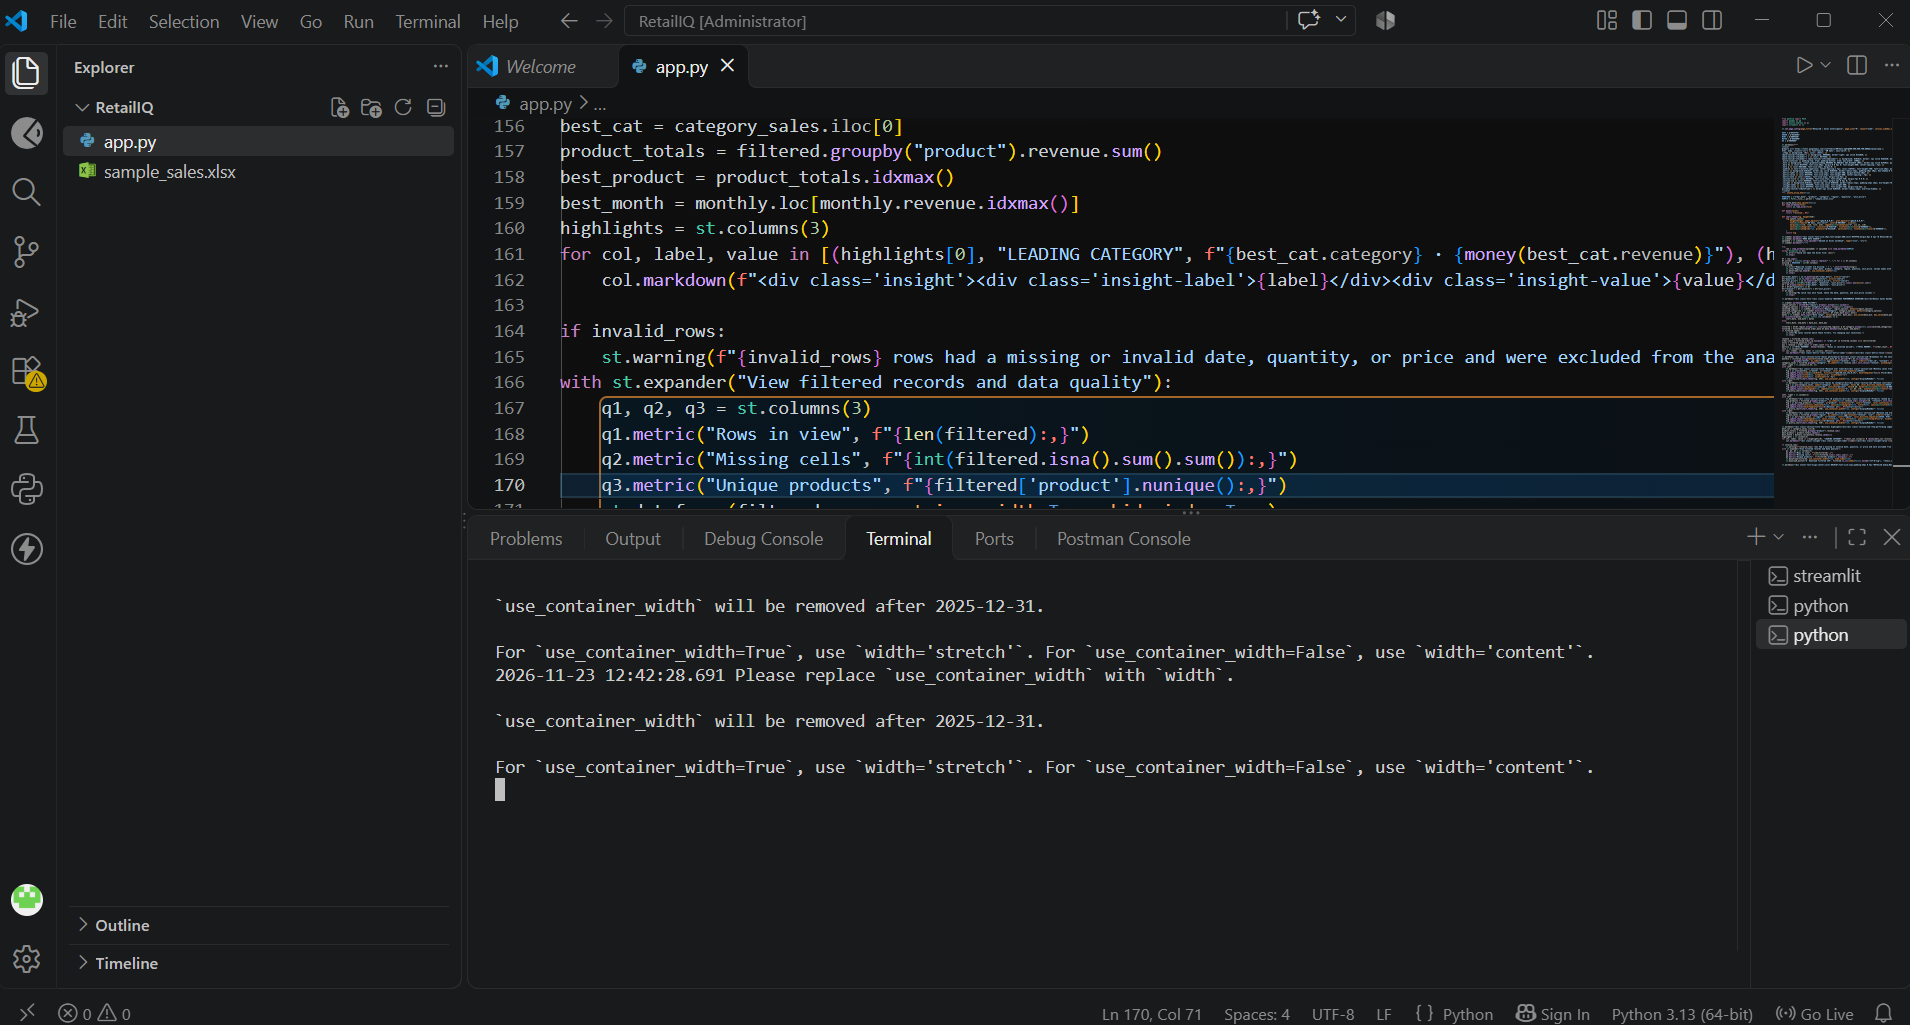 File Edit Selection View Go Run Terminal Help
RetailIQ [Administrator]
Explorer
RetailIQ
app.py
sample_sales.xlsx
Outline
Timeline
Welcome
app.py
app.py > ...
156 best_cat = category_sales.iloc[0]
157 product_totals = filtered.groupby("product").revenue.sum()
158 best_product = product_totals.idxmax()
159 best_month = monthly.loc[monthly.revenue.idxmax()]
160 highlights = st.columns(3)
161 for col, label, value in [(highlights[0], "LEADING CATEGORY", f"{best_cat.category} · {money(best_cat.revenue)}"), (h
162 col.markdown(f"<div class='insight'><div class='insight-label'>{label}</div><div class='insight-value'>{value}</d
163
164 if invalid_rows:
165 st.warning(f"{invalid_rows} rows had a missing or invalid date, quantity, or price and were excluded from the ana
166 with st.expander("View filtered records and data quality"):
167 q1, q2, q3 = st.columns(3)
168 q1.metric("Rows in view", f"{len(filtered):,}")
169 q2.metric("Missing cells", f"{int(filtered.isna().sum().sum()):,}")
170 q3.metric("Unique products", f"{filtered['product'].nunique():,}")
Problems Output Debug Console Terminal Ports Postman Console
`use_container_width` will be removed after 2025-12-31.
For `use_container_width=True`, use `width='stretch'`. For `use_container_width=False`, use `width='content'`.
2026-11-23 12:42:28.691 Please replace `use_container_width` with `width`.
`use_container_width` will be removed after 2025-12-31.
For `use_container_width=True`, use `width='stretch'`. For `use_container_width=False`, use `width='content'`.
streamlit
python
python
0 0
Ln 170, Col 71 Spaces: 4 UTF-8 LF {} Python Sign In Python 3.13 (64-bit) Go Live